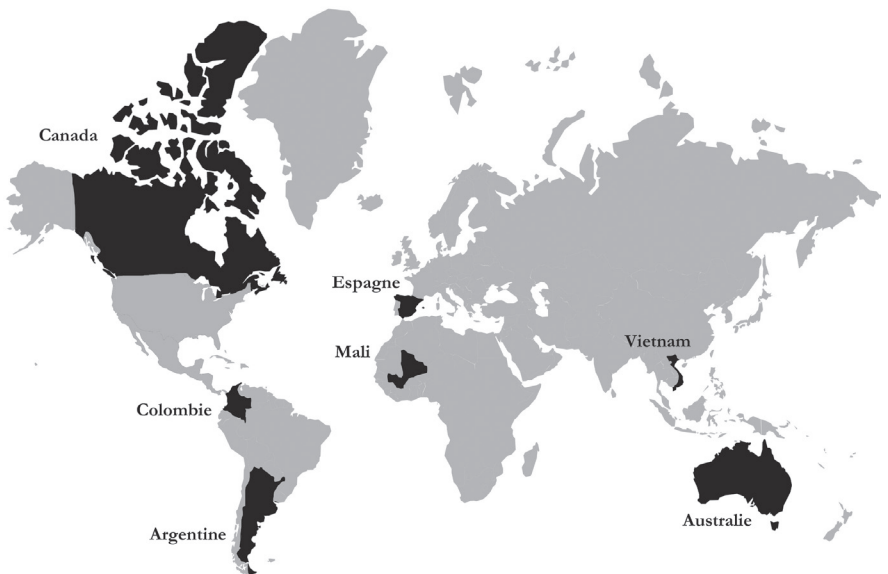 Canada
Espagne
Mali
Vietnam
Colombie
Argentine
Australie